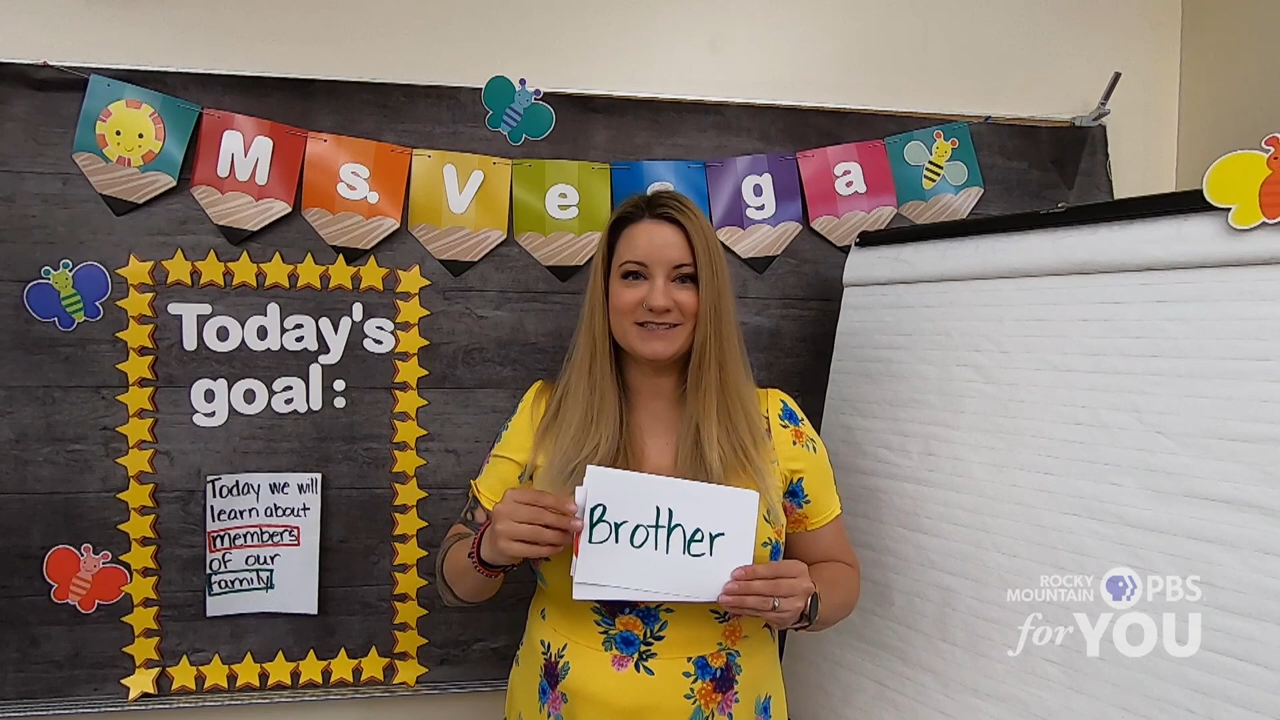 Ms. Vega
Today's
goal:
Today we will
learn about
members
of our
family.
Brother
ROCKY
MOUNTAIN PBS
for YOU